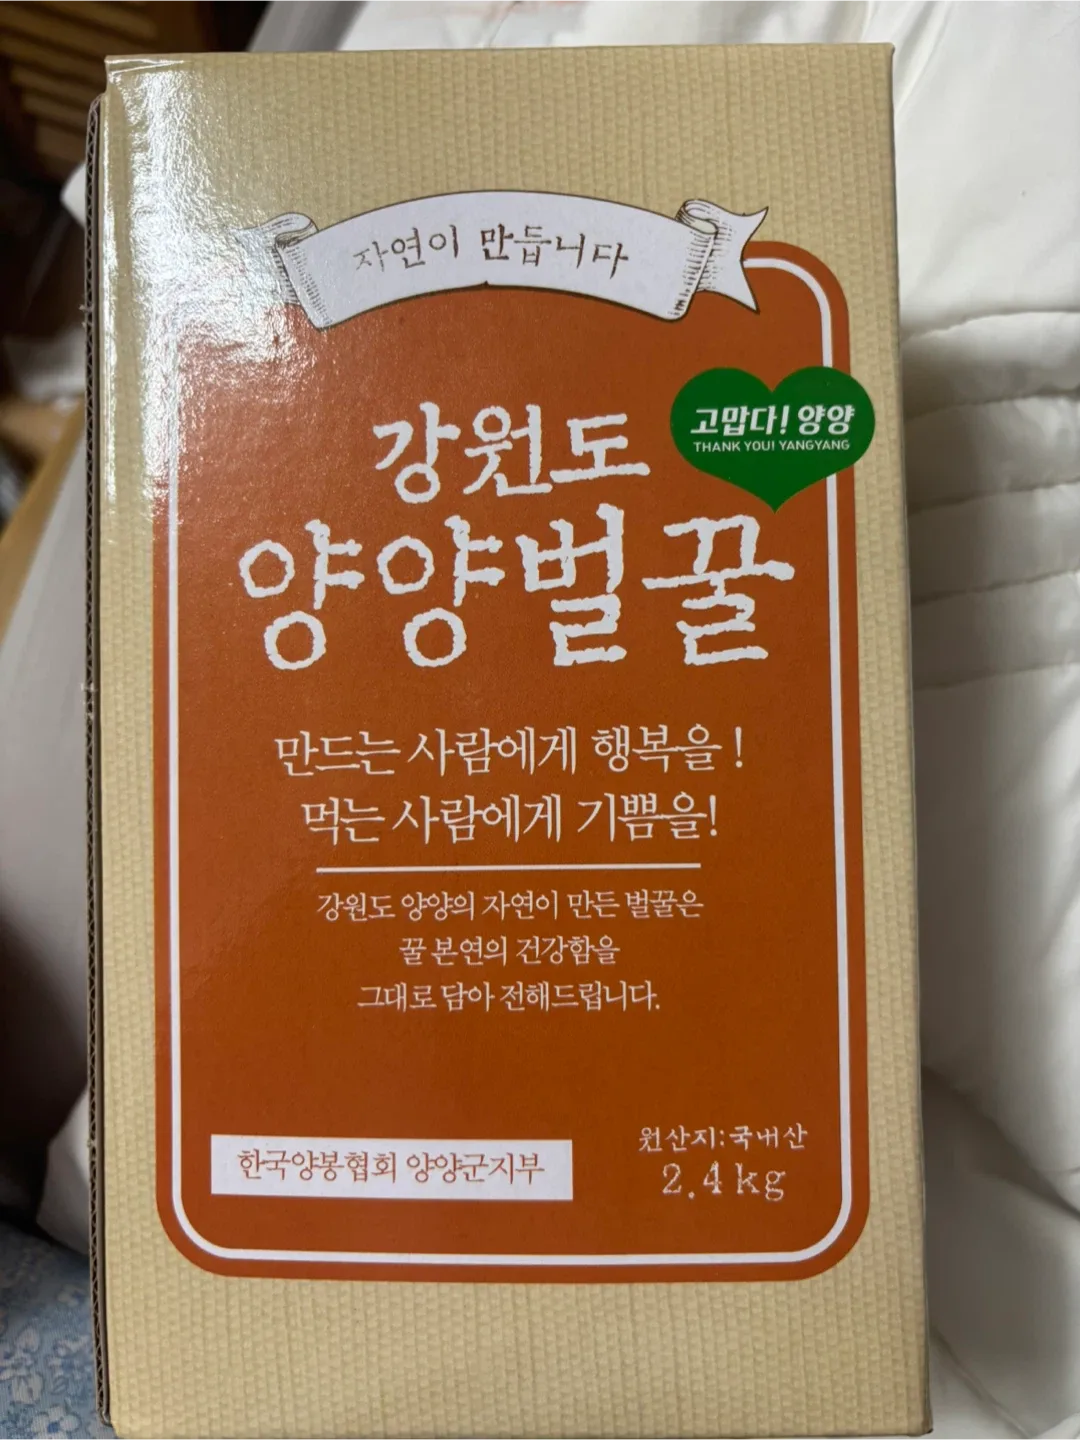 자연이 만듭니다
고맙다! 양양
THANK YOU! YANGYANG
강원도
양양벌꿀
만드는 사람에게 행복을!
먹는 사람에게 기쁨을!
강원도 양양의 자연이 만든 벌꿀은
꿀 본연의 건강함을
그대로 담아 전해드립니다.
한국양봉협회 양양군지부
원산지:국내산
2.4kg